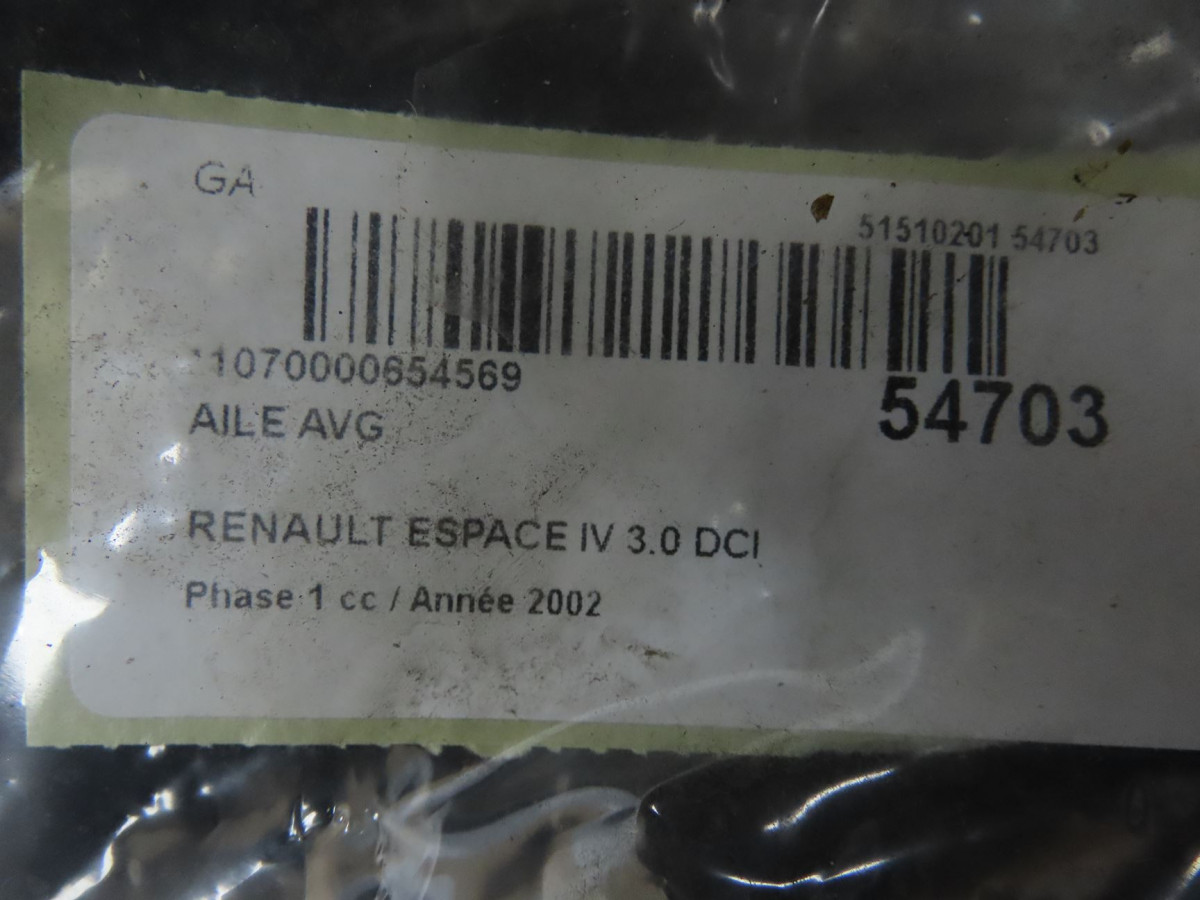 GA
51510201 54703
*1070000654569
54703
AILE AVG
RENAULT ESPACE IV 3.0 DCI
Phase 1 cc / Année 2002